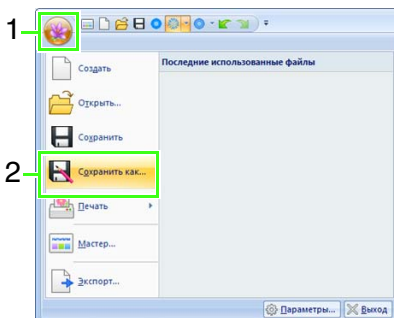 1
Создать
Последние использованные файлы
Открыть...
Сохранить
2
Сохранить как...
Печать
Мастер...
Экспорт...
Параметры...
Выход